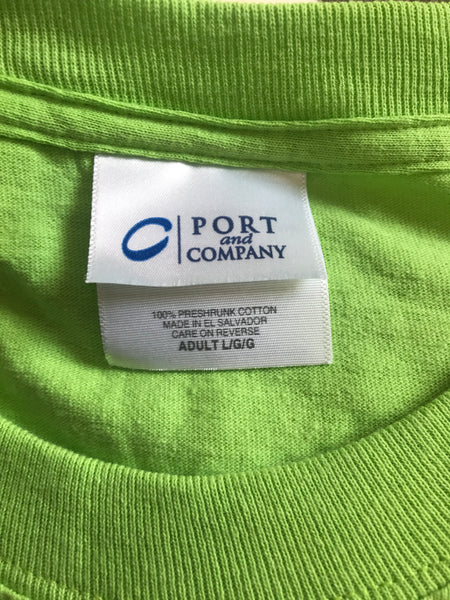 PORT
and
COMPANY
100% PRESHRUNK COTTON
MADE IN EL SALVADOR
CARE ON REVERSE
ADULT L/G/G